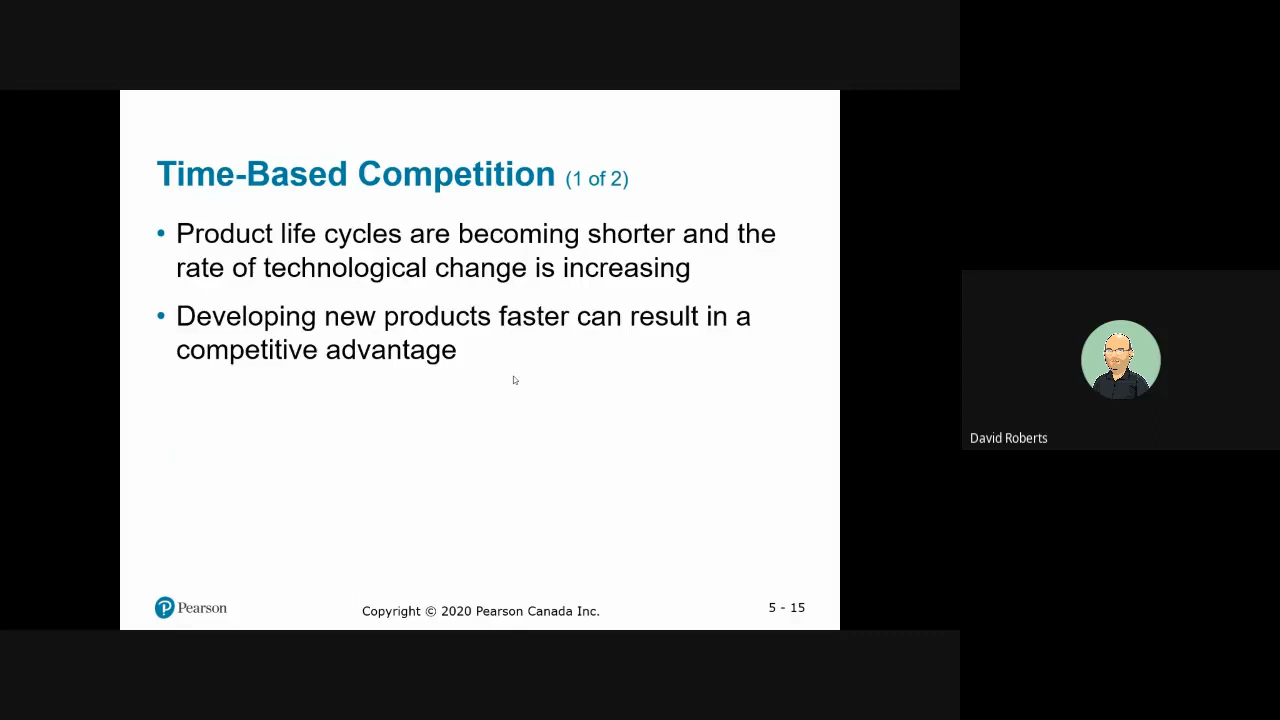 Time-Based Competition (1 of 2)
• Product life cycles are becoming shorter and the
rate of technological change is increasing
• Developing new products faster can result in a
competitive advantage
Pearson
Copyright © 2020 Pearson Canada Inc.
5 - 15
David Roberts